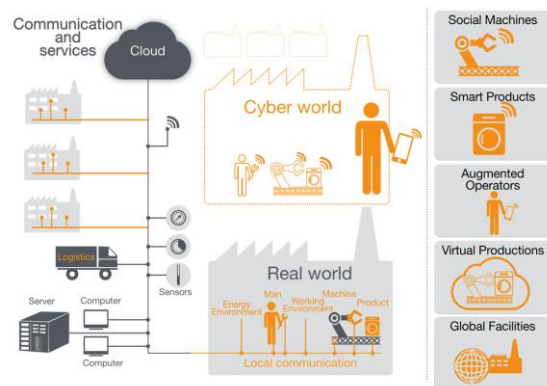 Communication
and
services
Cloud
Cyber world
Logistics
Sensors
Server
Computer
Computer
Real world
Energy
Environment
Man
Working
Environment
Machine
Product
Local communication
Social Machines
Smart Products
Augmented
Operators
Virtual Productions
Global Facilities